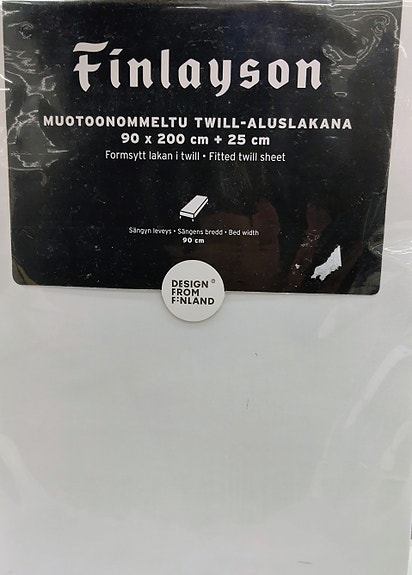 Finlayson
MUOTOONOMMELTU TWILL-ALUSLAKANA
90 x 200 cm + 25 cm
Formsytt lakan i twill • Fitted twill sheet
Sängyn leveys • Sängens bredd • Bed width
90 cm
DESIGN
FROM
FINLAND